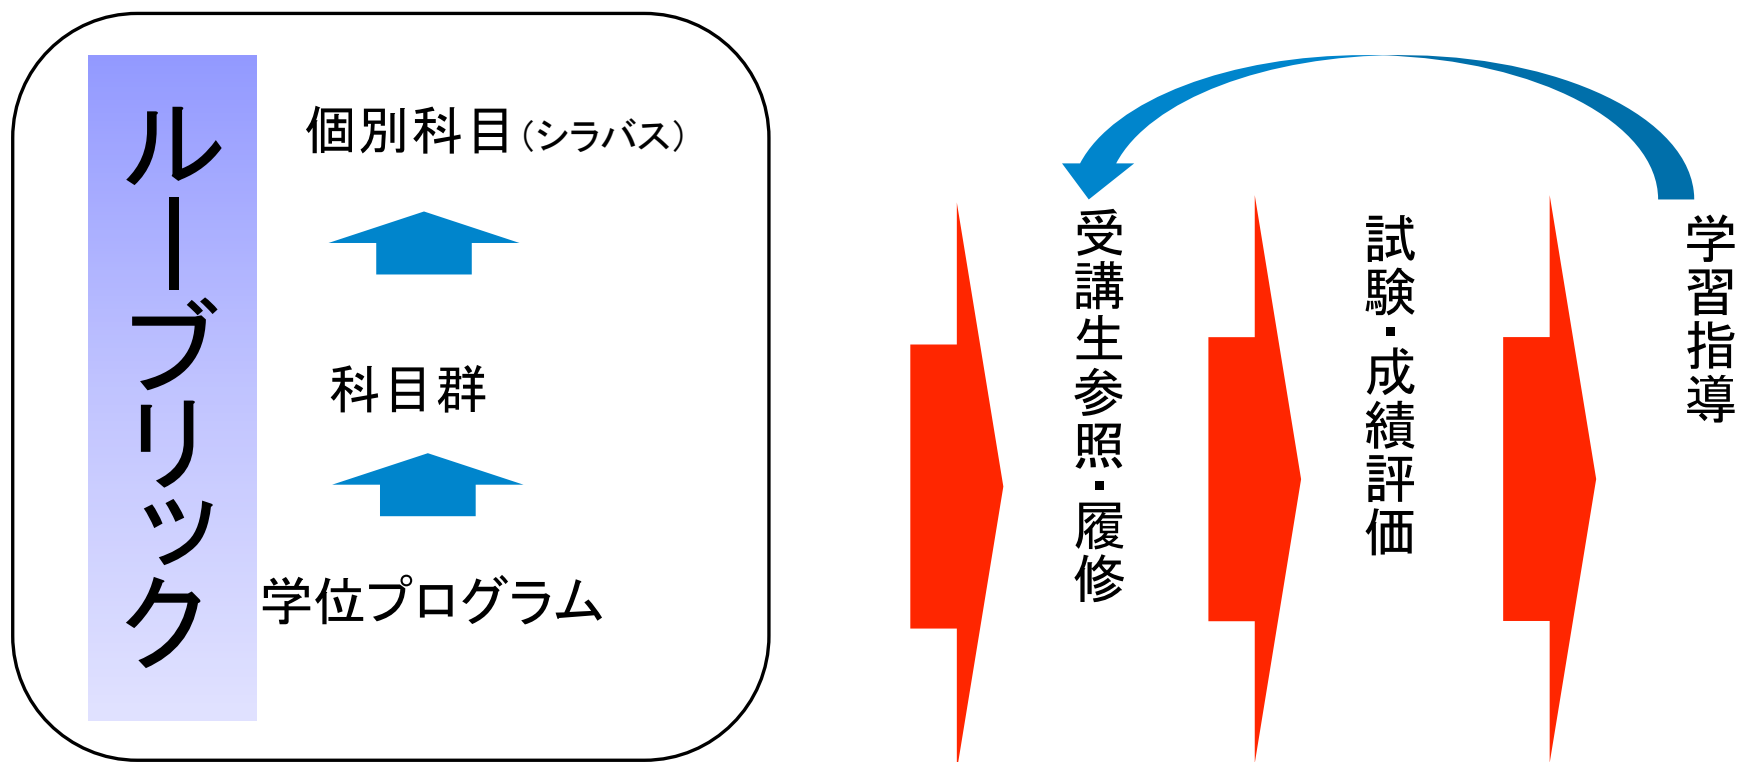 ルーブリック
個別科目（シラバス）
科目群
学位プログラム
受講生参照・履修
試験・成績評価
学習指導